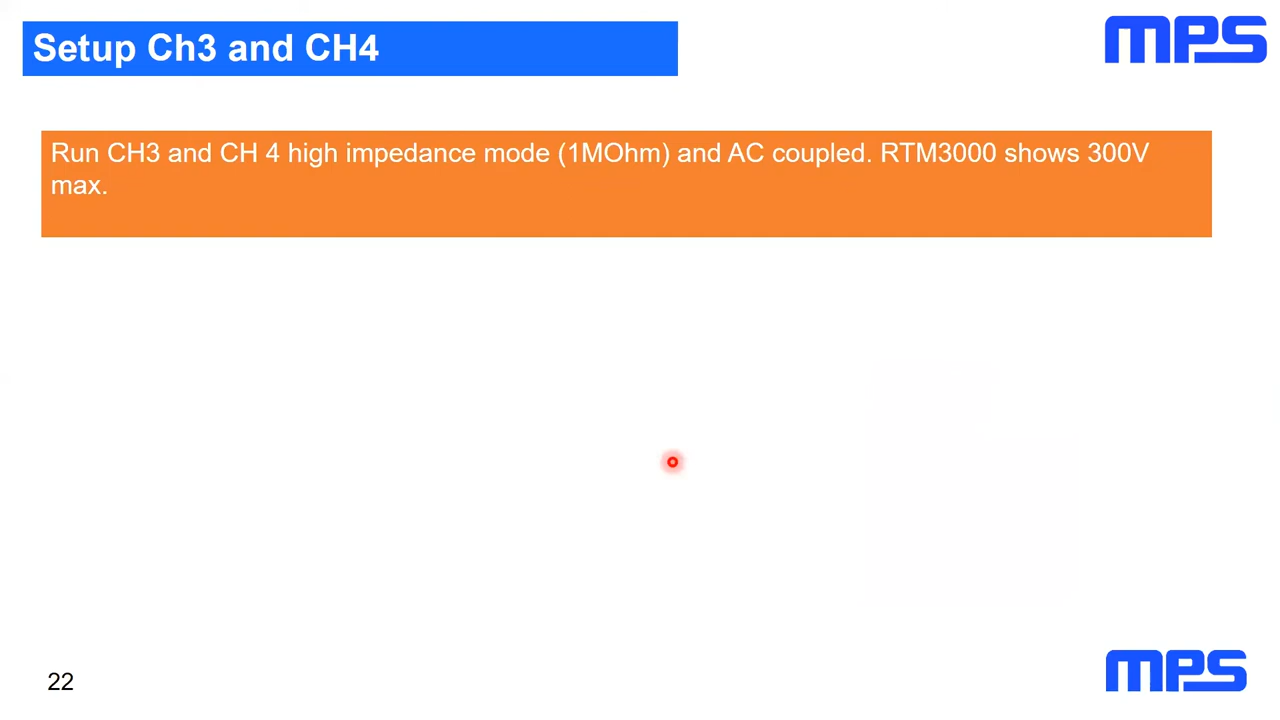 Setup Ch3 and CH4
MPS
Run CH3 and CH 4 high impedance mode (1MOhm) and AC coupled. RTM3000 shows 300V
max.
22
MPS